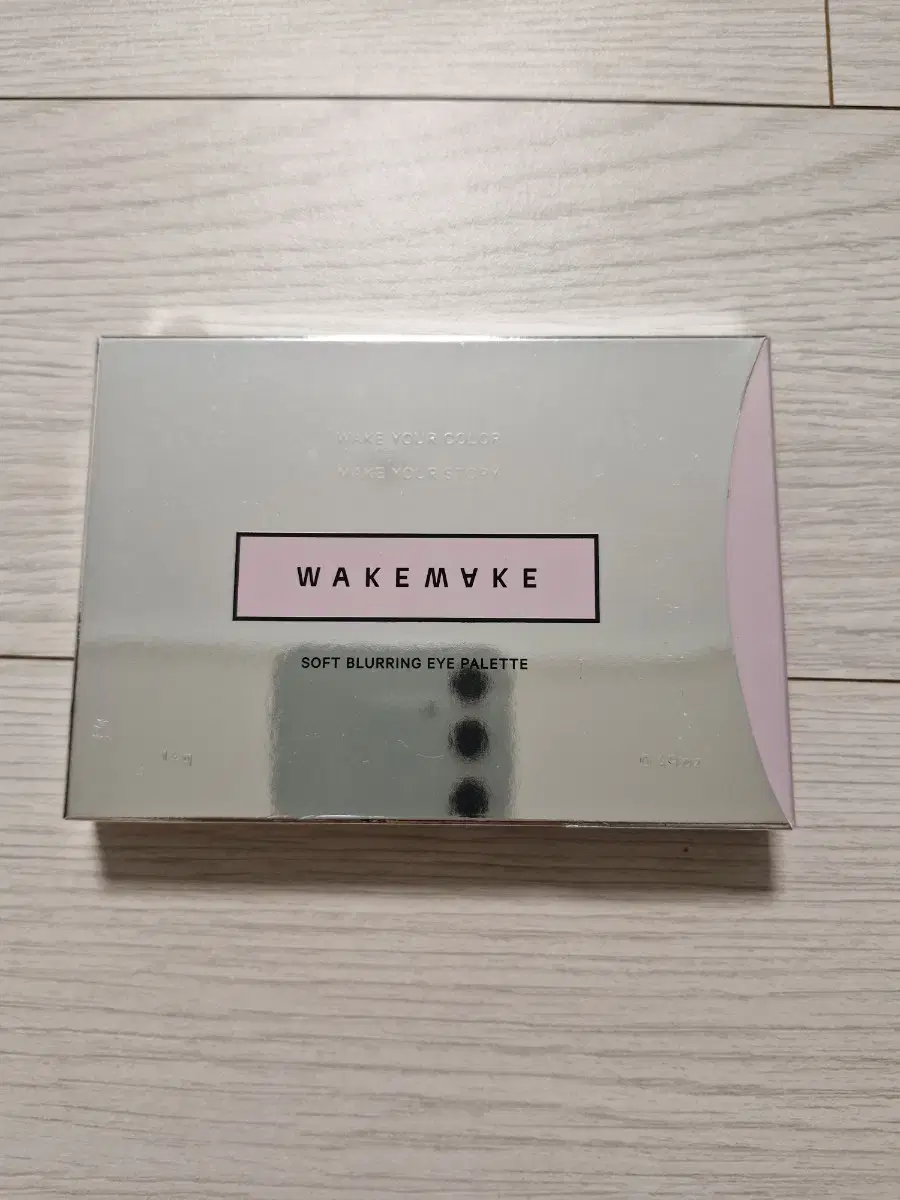 WAKE YOUR COLOR
MAKE YOUR STORY
WAKEMAKE
SOFT BLURRING EYE PALETTE